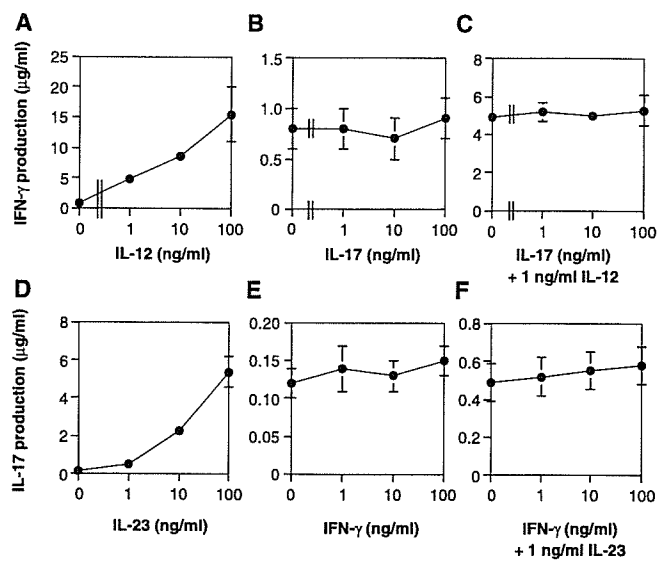 A
B
C
IFN-γ production (μg/ml)
25
20
15
10
5
0
0 1 10 100
IL-12 (ng/ml)
1.5
1.0
0.5
0
0 1 10 100
IL-17 (ng/ml)
8
6
4
2
0
0 1 10 100
IL-17 (ng/ml)
+ 1 ng/ml IL-12
D
E
F
IL-17 production (μg/ml)
8
6
4
2
0
0 1 10 100
IL-23 (ng/ml)
0.20
0.15
0.10
0.05
0
0 1 10 100
IFN-γ (ng/ml)
0.8
0.6
0.4
0.2
0
0 1 10 100
IFN-γ (ng/ml)
+ 1 ng/ml IL-23